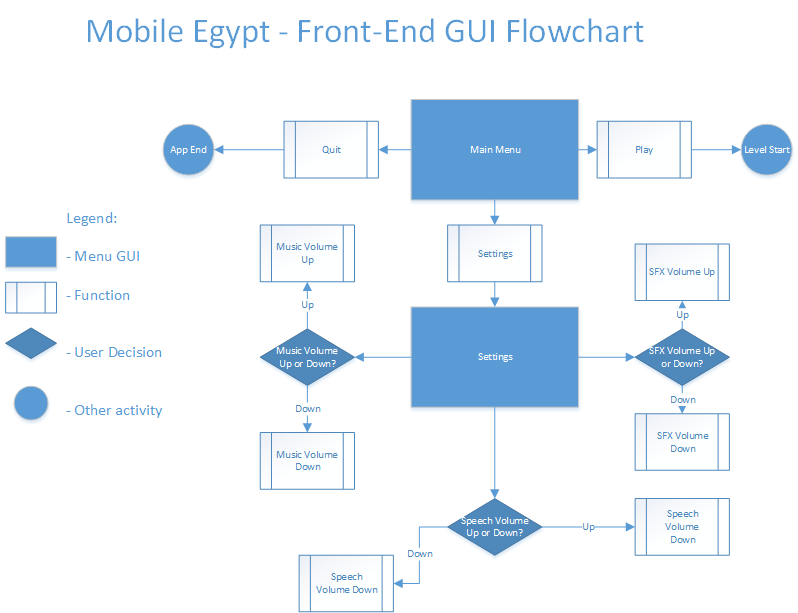 Mobile Egypt - Front-End GUI Flowchart
App End
Quit
Main Menu
Play
Level Start
Legend:
- Menu GUI
- Function
- User Decision
- Other activity
Settings
Music Volume
Up
Up
Music Volume
Up or Down?
Down
Music Volume
Down
Settings
SFX Volume Up
Up
SFX Volume Up
or Down?
Down
SFX Volume
Down
Speech Volume
Up or Down?
Up
Speech
Volume
Down
Down
Speech
Volume Down